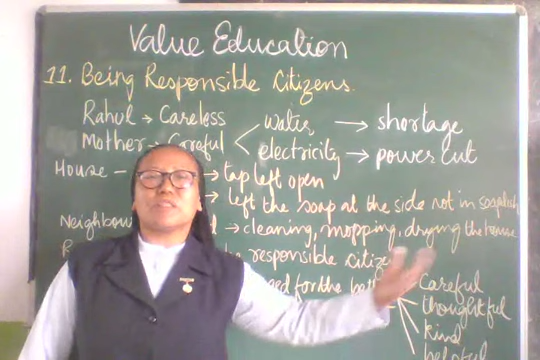 Value Education
11. Being Responsible Citizens.
Rahul → Careless water → shortage
Mother → Careful < electricity → power cut
House - → tap left open
→ left the soap at the side not in soapdish
→ cleaning, mopping, drying the house
responsible
for the
Careful
thoughtful
kind
helpful